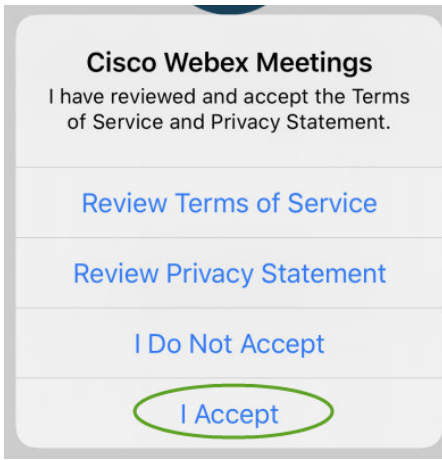 Cisco Webex Meetings
I have reviewed and accept the Terms
of Service and Privacy Statement.
Review Terms of Service
Review Privacy Statement
I Do Not Accept
I Accept